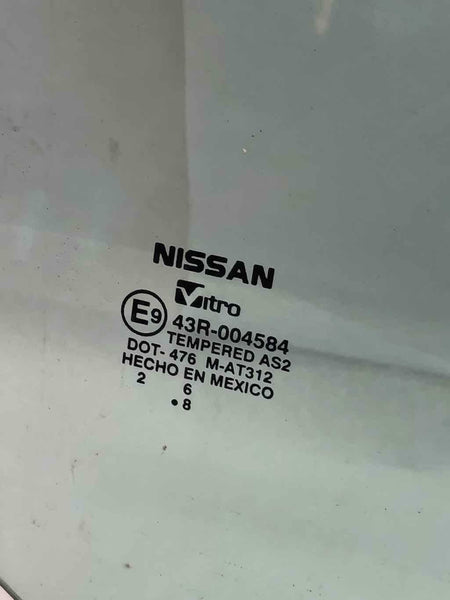 NISSAN
Vitro
E9 43R-004584
TEMPERED AS2
DOT-476 M-AT312
HECHO EN MEXICO
2 6
.8